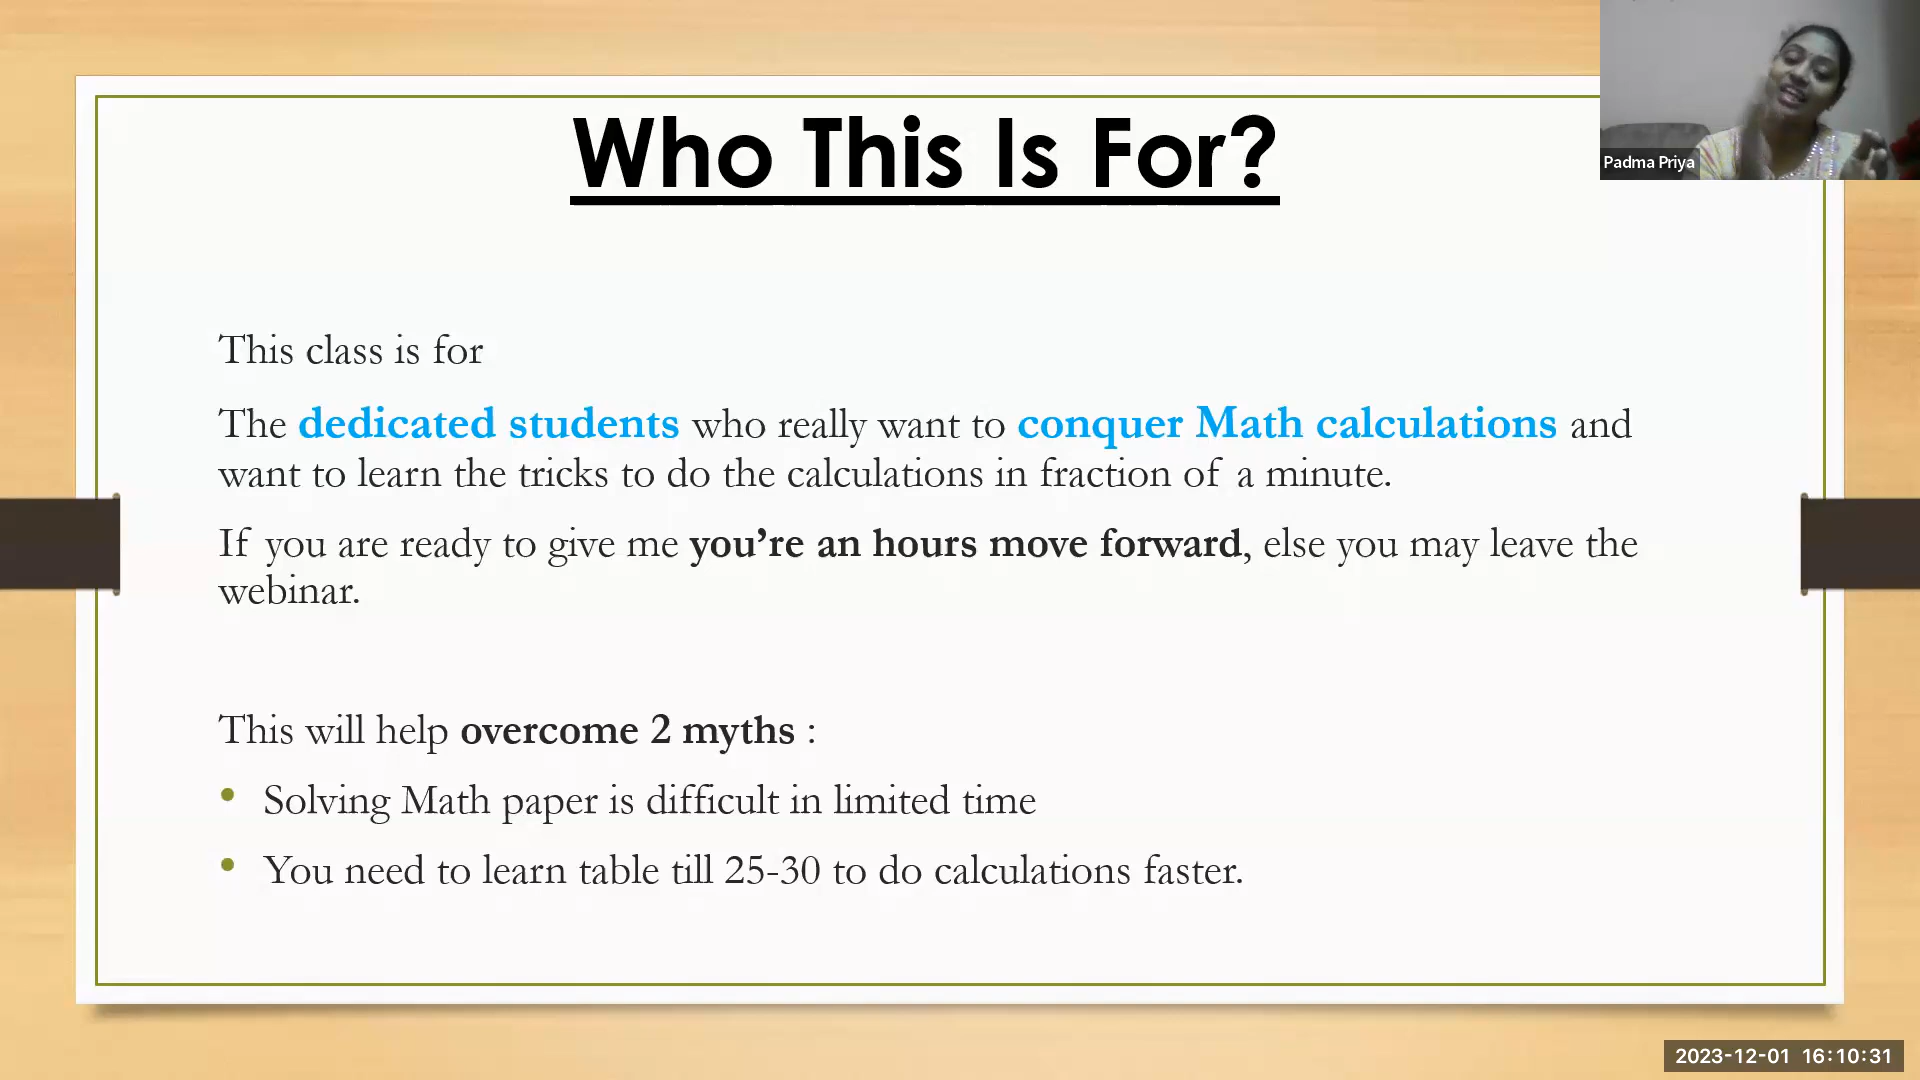 Who This Is For?
Padma Priya
This class is for
The dedicated students who really want to conquer Math calculations and
want to learn the tricks to do the calculations in fraction of a minute.
If you are ready to give me you’re an hours move forward, else you may leave the
webinar.
This will help overcome 2 myths :
• Solving Math paper is difficult in limited time
• You need to learn table till 25-30 to do calculations faster.
2023-12-01 16:10:31